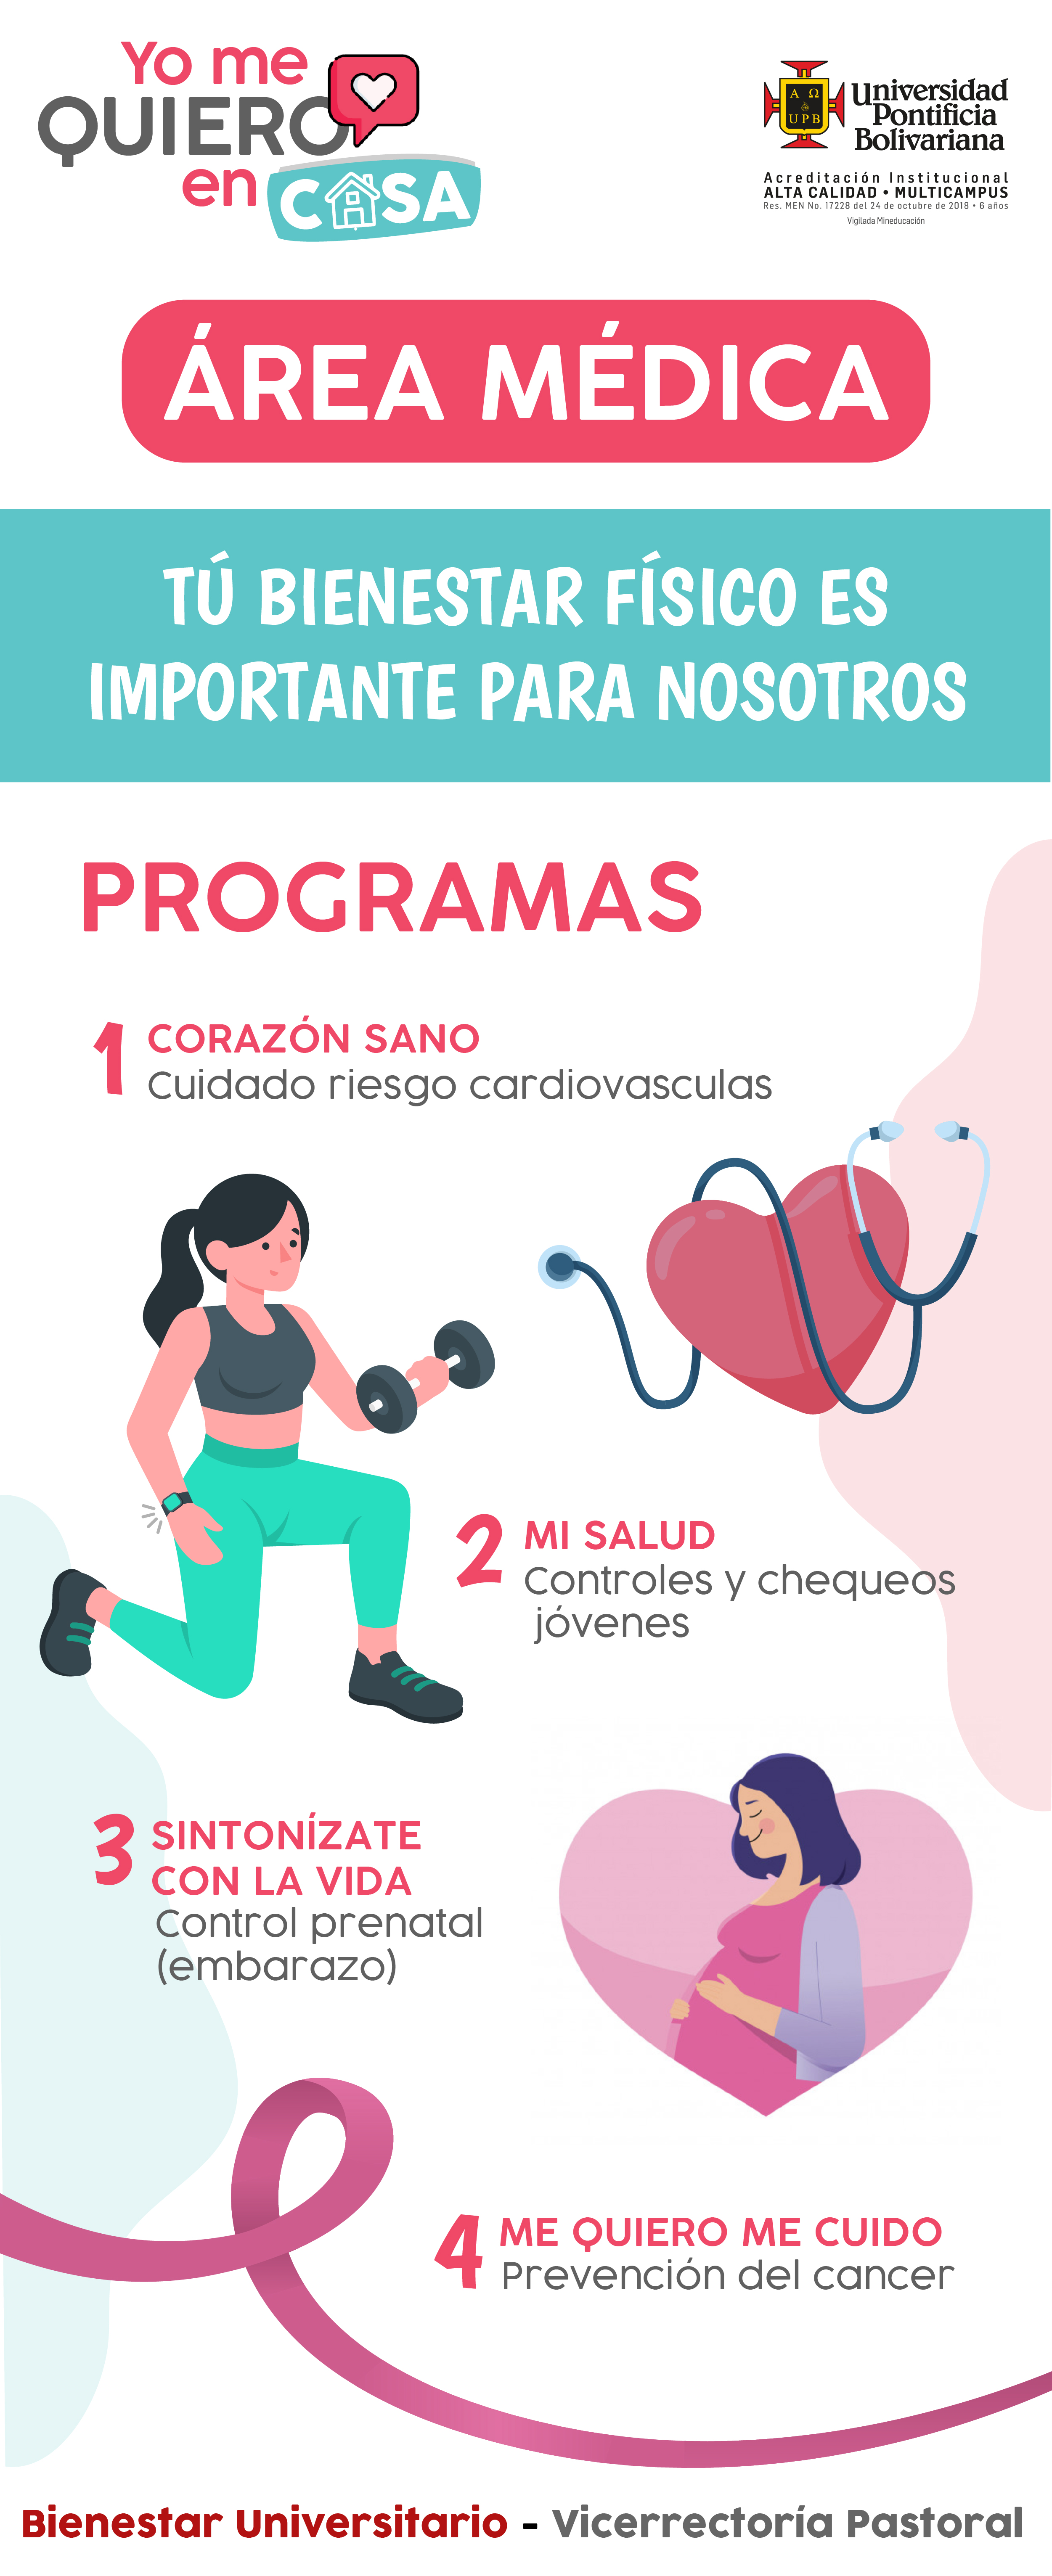 Yo me
QUIERO
en CASA
Α Ω
UPB
Universidad
Pontificia
Bolivariana
Acreditación Institucional
ALTA CALIDAD • MULTICAMPUS
Res. MEN No. 17228 del 24 de octubre de 2018 • 6 años
Vigilada Mineducación
ÁREA MÉDICA
TÚ BIENESTAR FÍSICO ES
IMPORTANTE PARA NOSOTROS
PROGRAMAS
1 CORAZÓN SANO
Cuidado riesgo cardiovasculas
2 MI SALUD
Controles y chequeos
jóvenes
3 SINTONÍZATE
CON LA VIDA
Control prenatal
(embarazo)
4 ME QUIERO ME CUIDO
Prevención del cancer
Bienestar Universitario - Vicerrectoría Pastoral